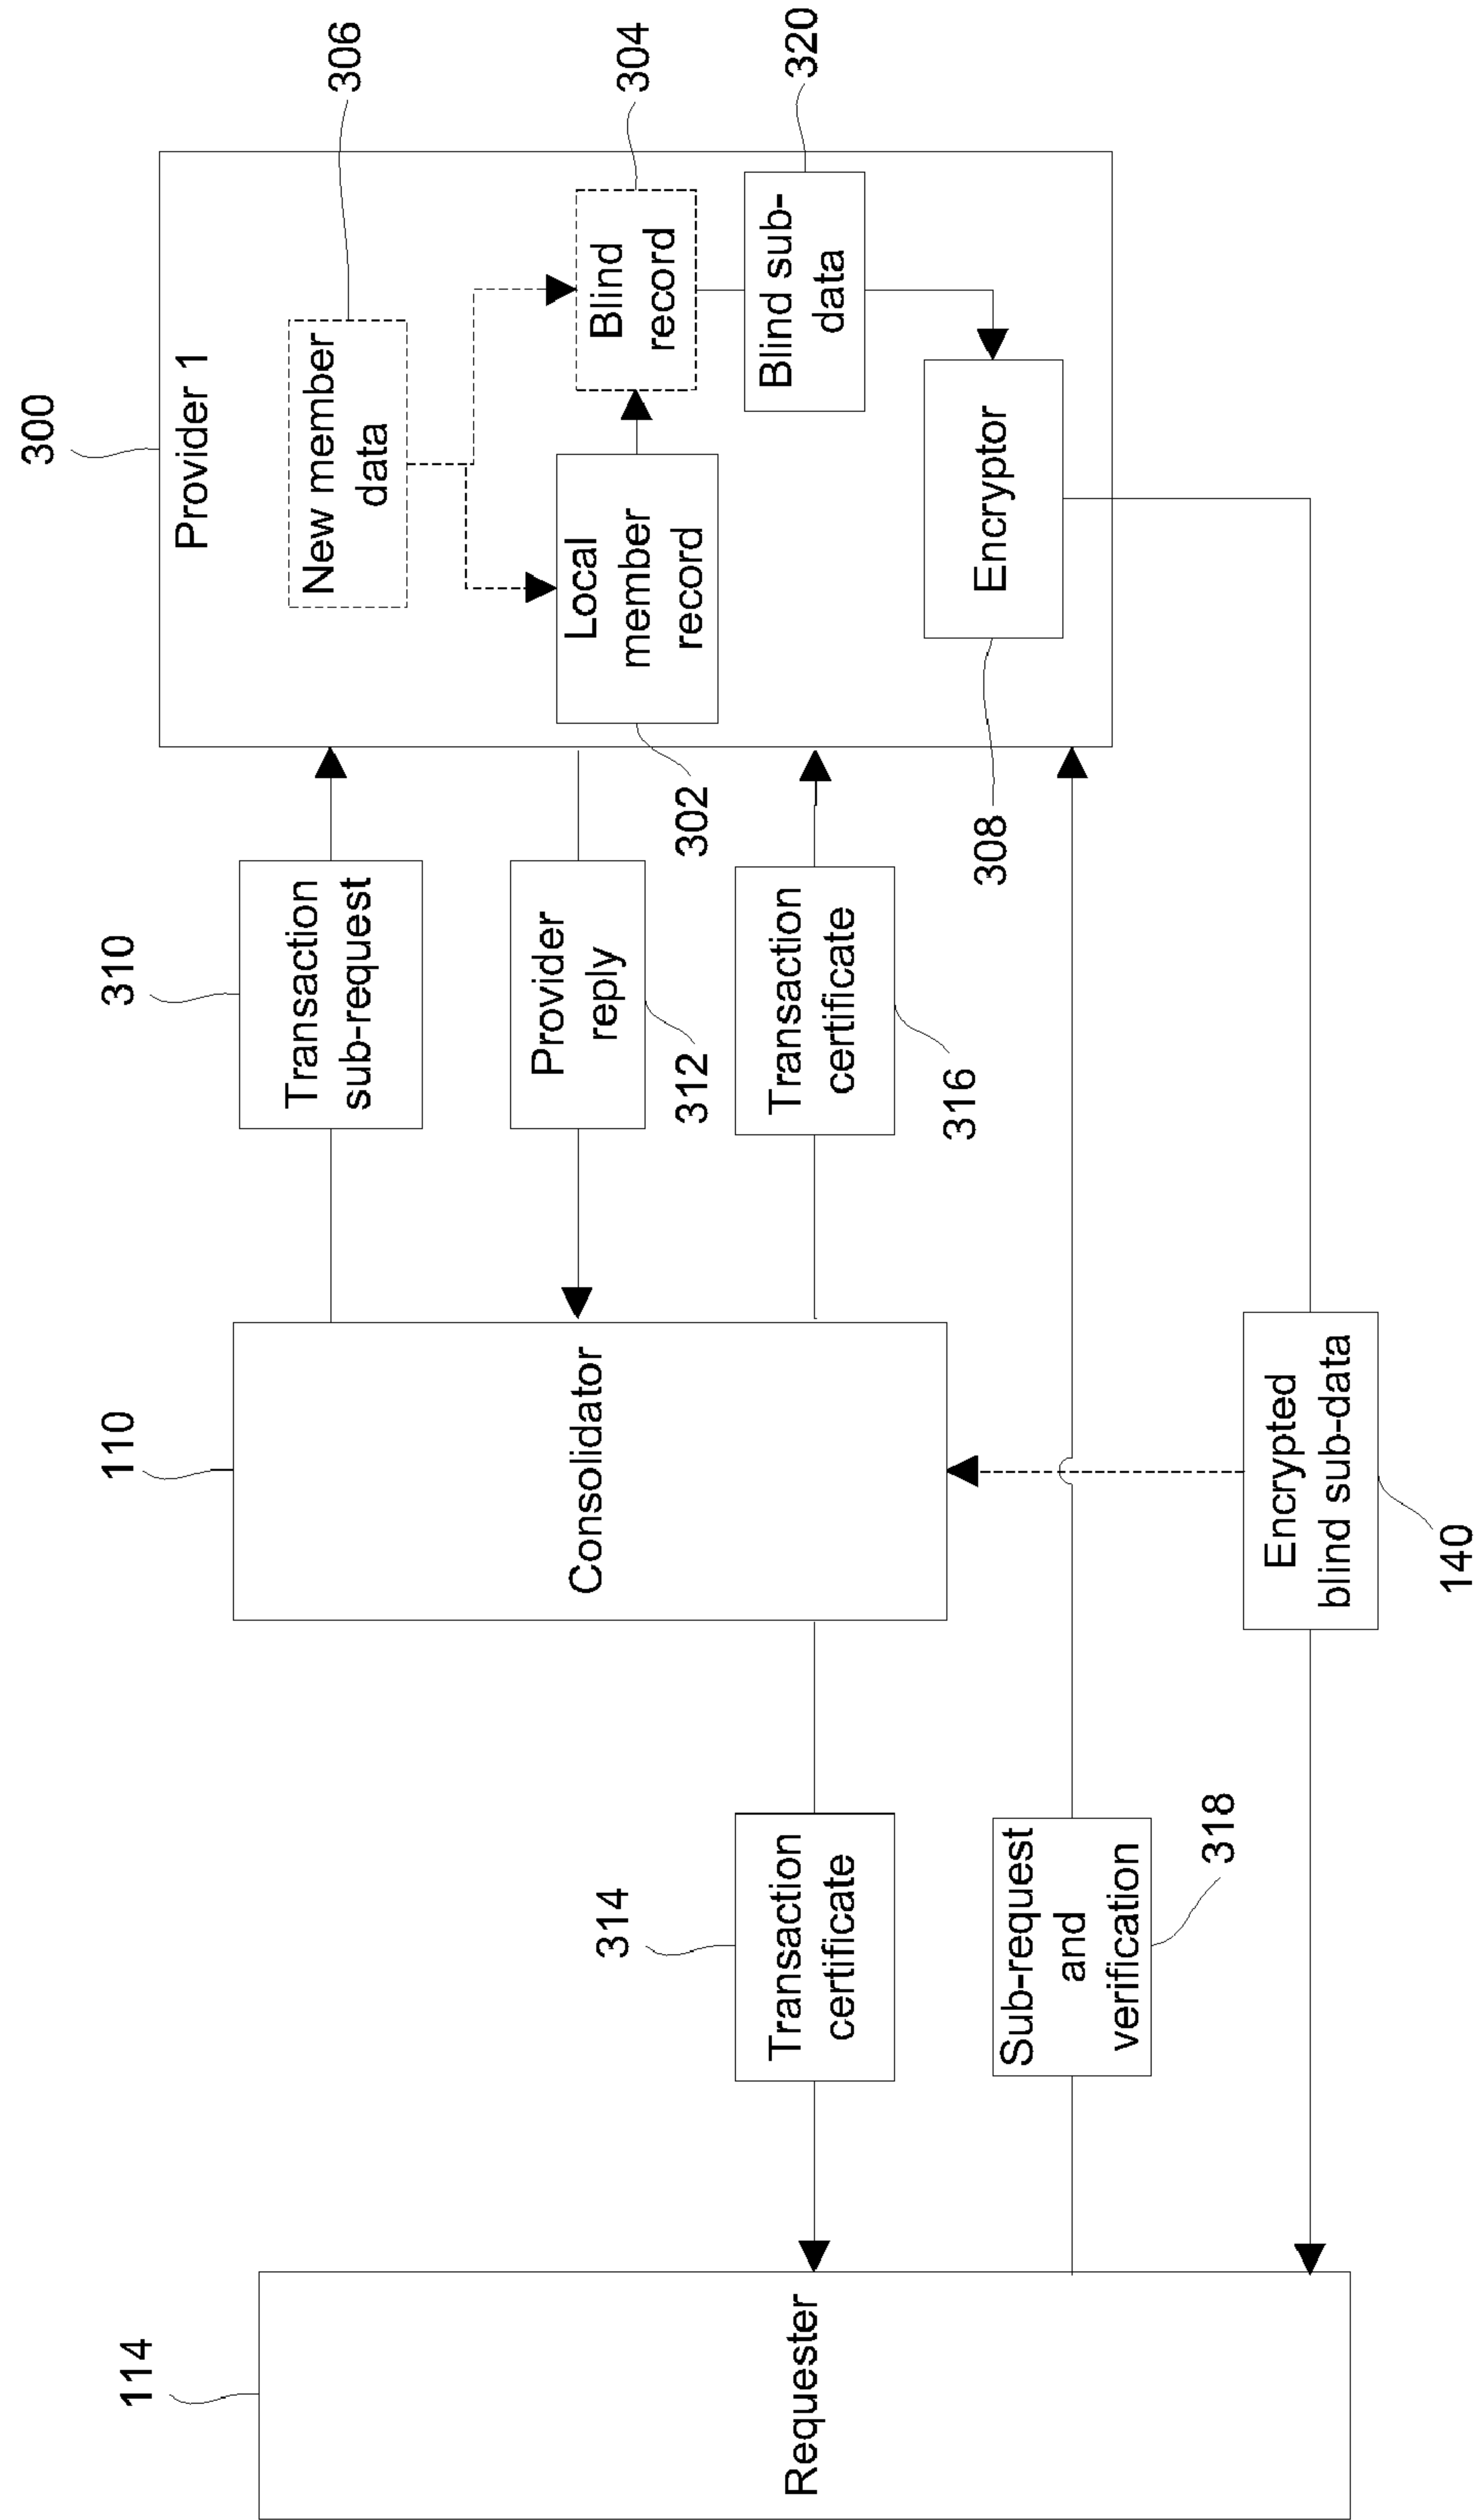 300
114
110
310
306
Provider 1
Transaction
sub-request
New member
data
Requester
Consolidator
Provider
reply
312
Local
member
record
302
Blind
record
304
314
Transaction
certificate
Transaction
certificate
316
Blind sub-
data
320
Sub-request
and
verification
318
308
Encryptor
Encrypted
blind sub-data
140